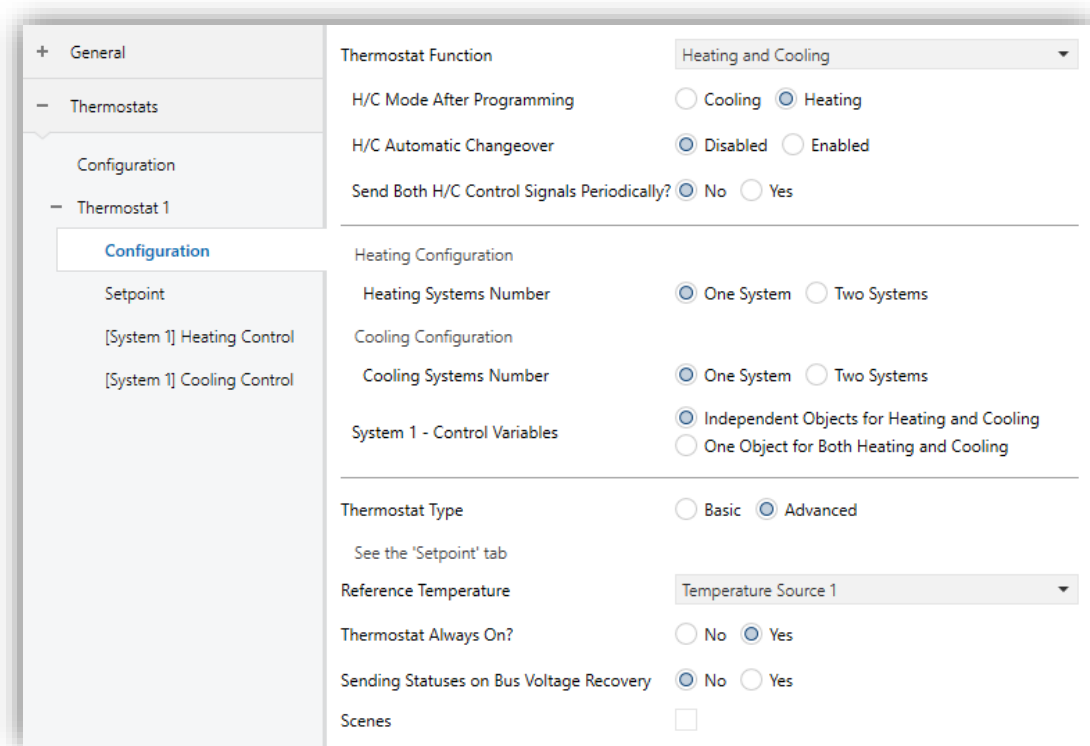 General
Thermostats
Configuration
Thermostat 1
Configuration
Setpoint
[System 1] Heating Control
[System 1] Cooling Control
Thermostat Function Heating and Cooling
H/C Mode After Programming Cooling Heating
H/C Automatic Changeover Disabled Enabled
Send Both H/C Control Signals Periodically? No Yes
Heating Configuration
Heating Systems Number One System Two Systems
Cooling Configuration
Cooling Systems Number One System Two Systems
System 1 - Control Variables Independent Objects for Heating and Cooling
One Object for Both Heating and Cooling
Thermostat Type Basic Advanced
See the 'Setpoint' tab
Reference Temperature Temperature Source 1
Thermostat Always On? No Yes
Sending Statuses on Bus Voltage Recovery No Yes
Scenes